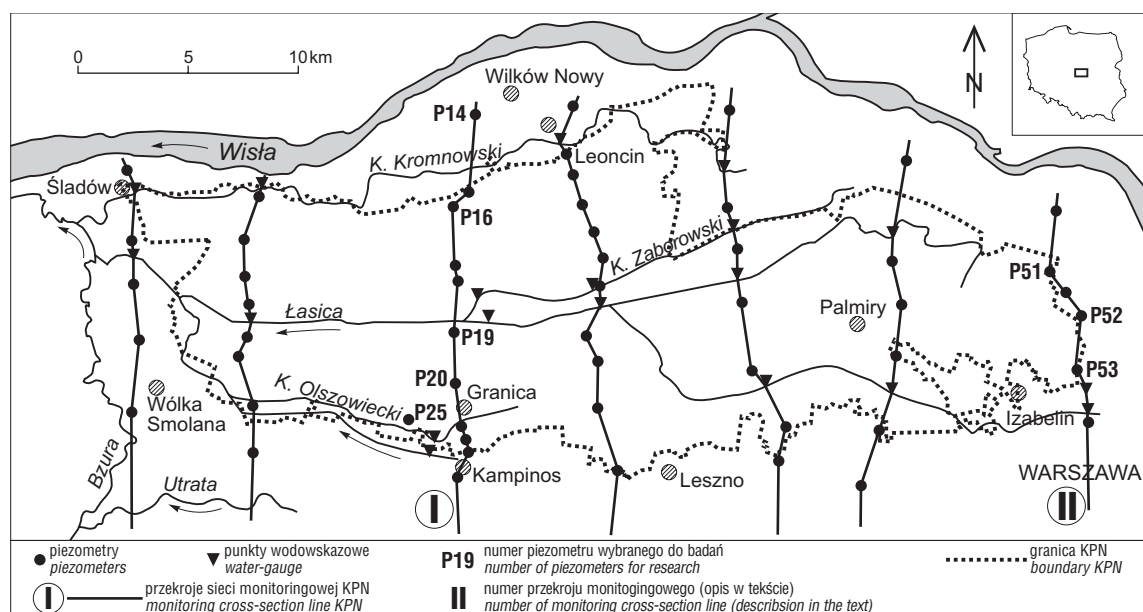 0 5 10 km
N
Wilków Nowy
P14
Wisła
K. Kromnowski
Leoncin
Śladów
P16
K. Zaborowski
P51
Łasica
Palmiry
P52
P19
P53
P20
Granica
K. Olszowiecki
P25
Wólka
Smolana
Izabelin
Bzura
Kampinos
Leszno
WARSZAWA
Utrata
I
II
piezometry
piezometers
punkty wodowskazowe
water-gauge
P19
numer piezometru wybranego do badań
number of piezometers for research
granica KPN
boundary KPN
I
przekroje sieci monitoringowej KPN
monitoring cross-section line KPN
II
numer przekroju monitogingowego (opis w tekście)
number of monitoring cross-section line (describsion in the text)